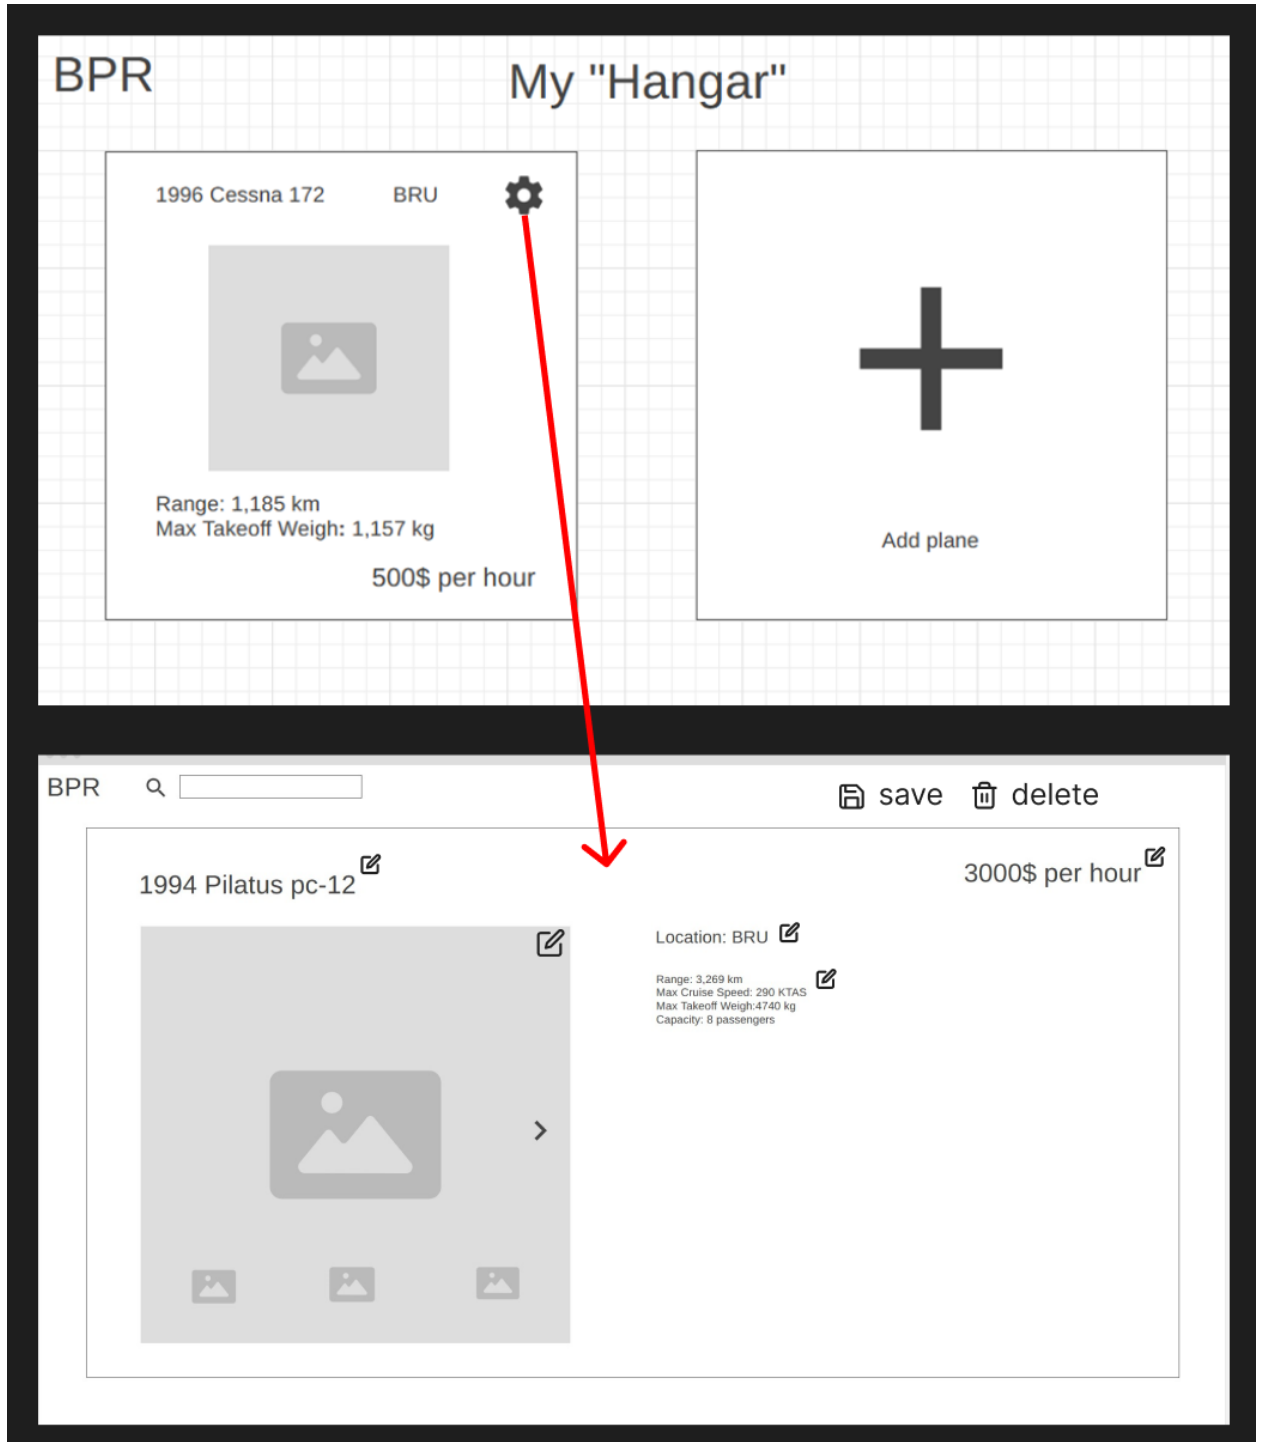 BPR
My "Hangar"
1996 Cessna 172 BRU
Range: 1,185 km
Max Takeoff Weigh: 1,157 kg
500$ per hour
Add plane
BPR
save delete
1994 Pilatus pc-12
3000$ per hour
Location: BRU
Range: 3,269 km
Max Cruise Speed: 290 KTAS
Max Takeoff Weigh:4740 kg
Capacity: 8 passengers